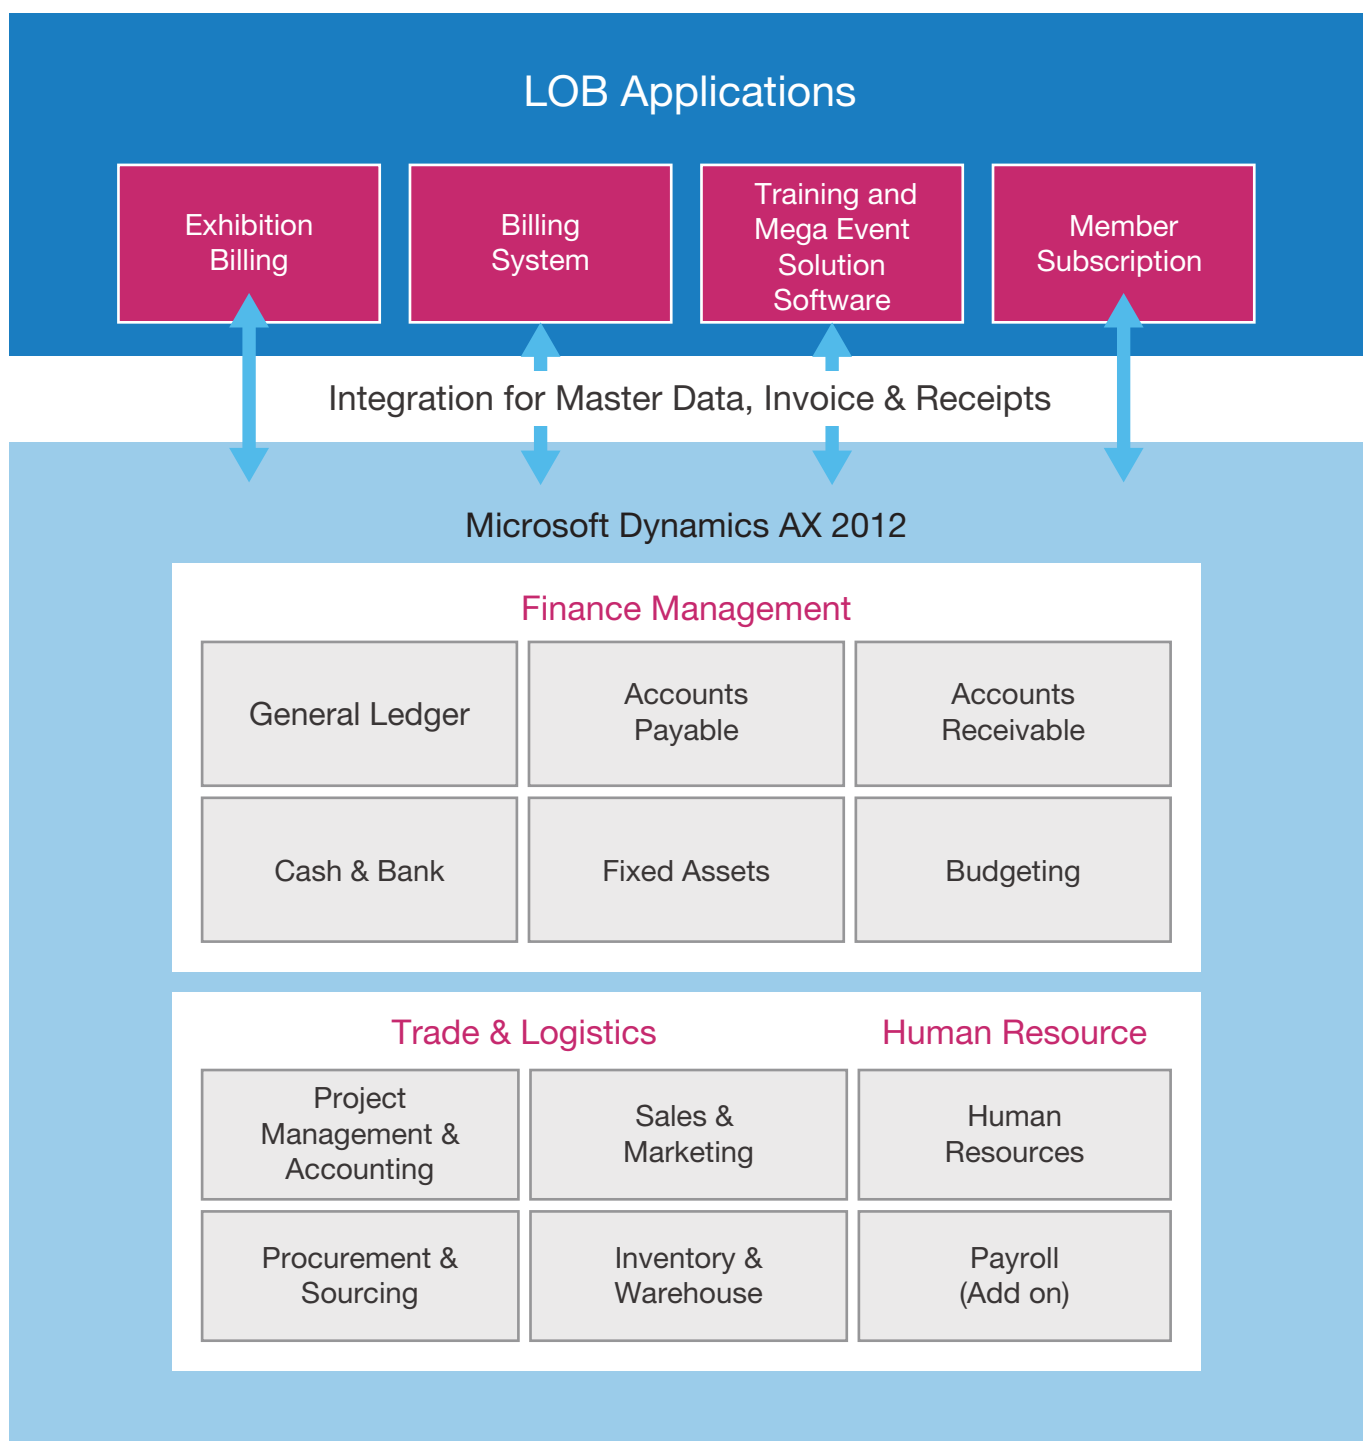 LOB Applications
Exhibition
Billing
Billing
System
Training and
Mega Event
Solution
Software
Member
Subscription
Integration for Master Data, Invoice & Receipts
Microsoft Dynamics AX 2012
Finance Management
General Ledger
Accounts
Payable
Accounts
Receivable
Cash & Bank
Fixed Assets
Budgeting
Trade & Logistics
Human Resource
Project
Management &
Accounting
Sales &
Marketing
Human
Resources
Procurement &
Sourcing
Inventory &
Warehouse
Payroll
(Add on)